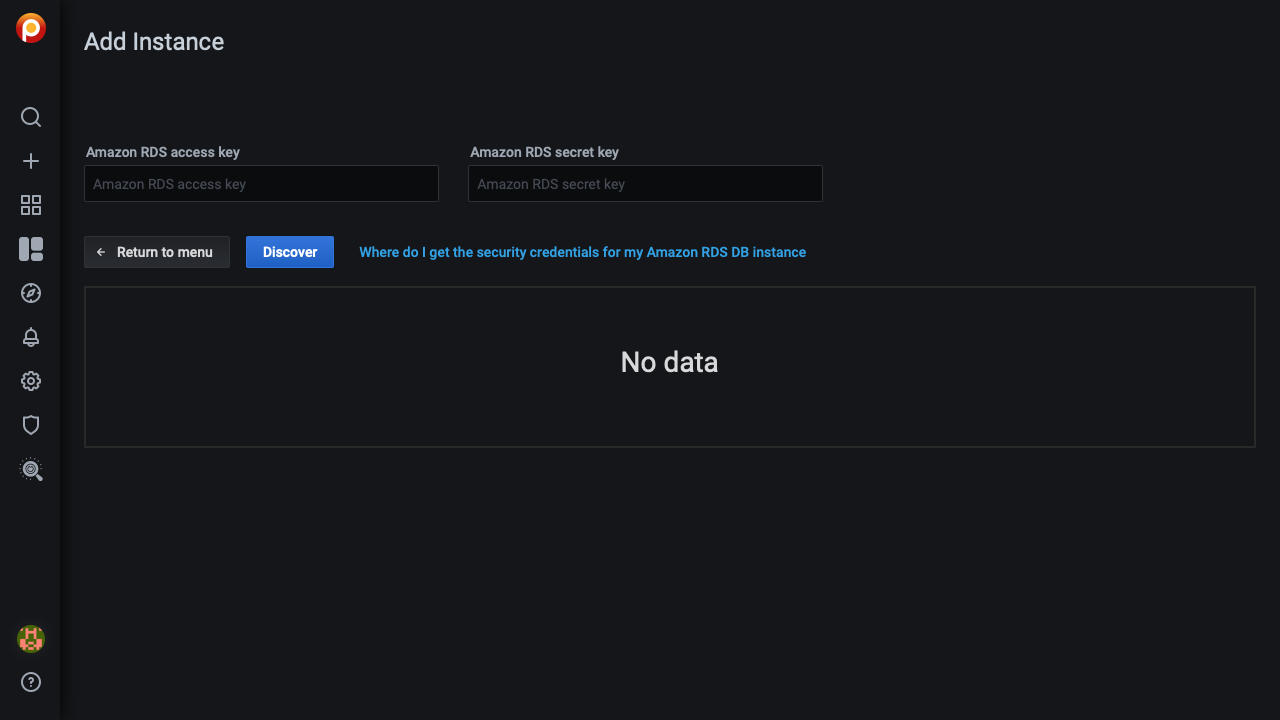 Add Instance
Amazon RDS access key
Amazon RDS secret key
Amazon RDS access key
Amazon RDS secret key
Return to menu
Discover
Where do I get the security credentials for my Amazon RDS DB instance
No data